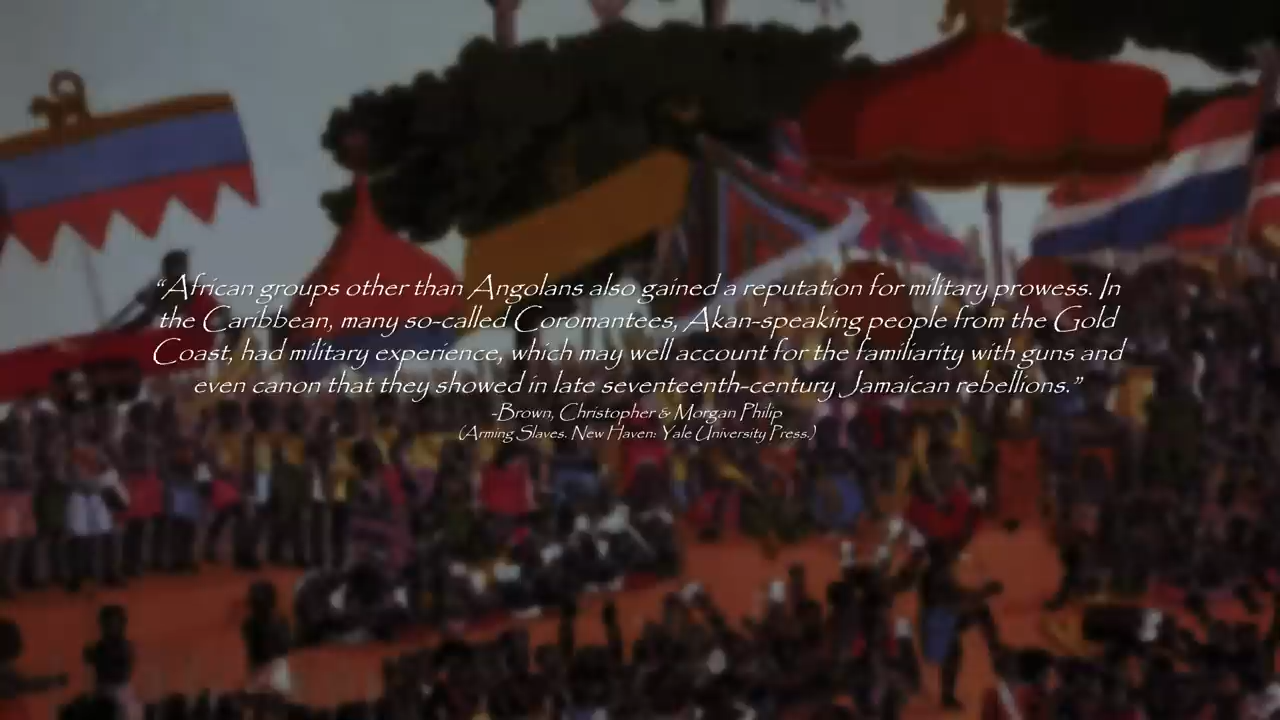 “African groups other than Angolans also gained a reputation for military prowess. In
the Caribbean, many so-called Coromantees, Akan-speaking people from the Gold
Coast, had military experience, which may well account for the familiarity with guns and
even canon that they showed in late seventeenth-century Jamaican rebellions.”
-Brown, Christopher & Morgan Philip
(Arming Slaves. New Haven: Yale University Press.)